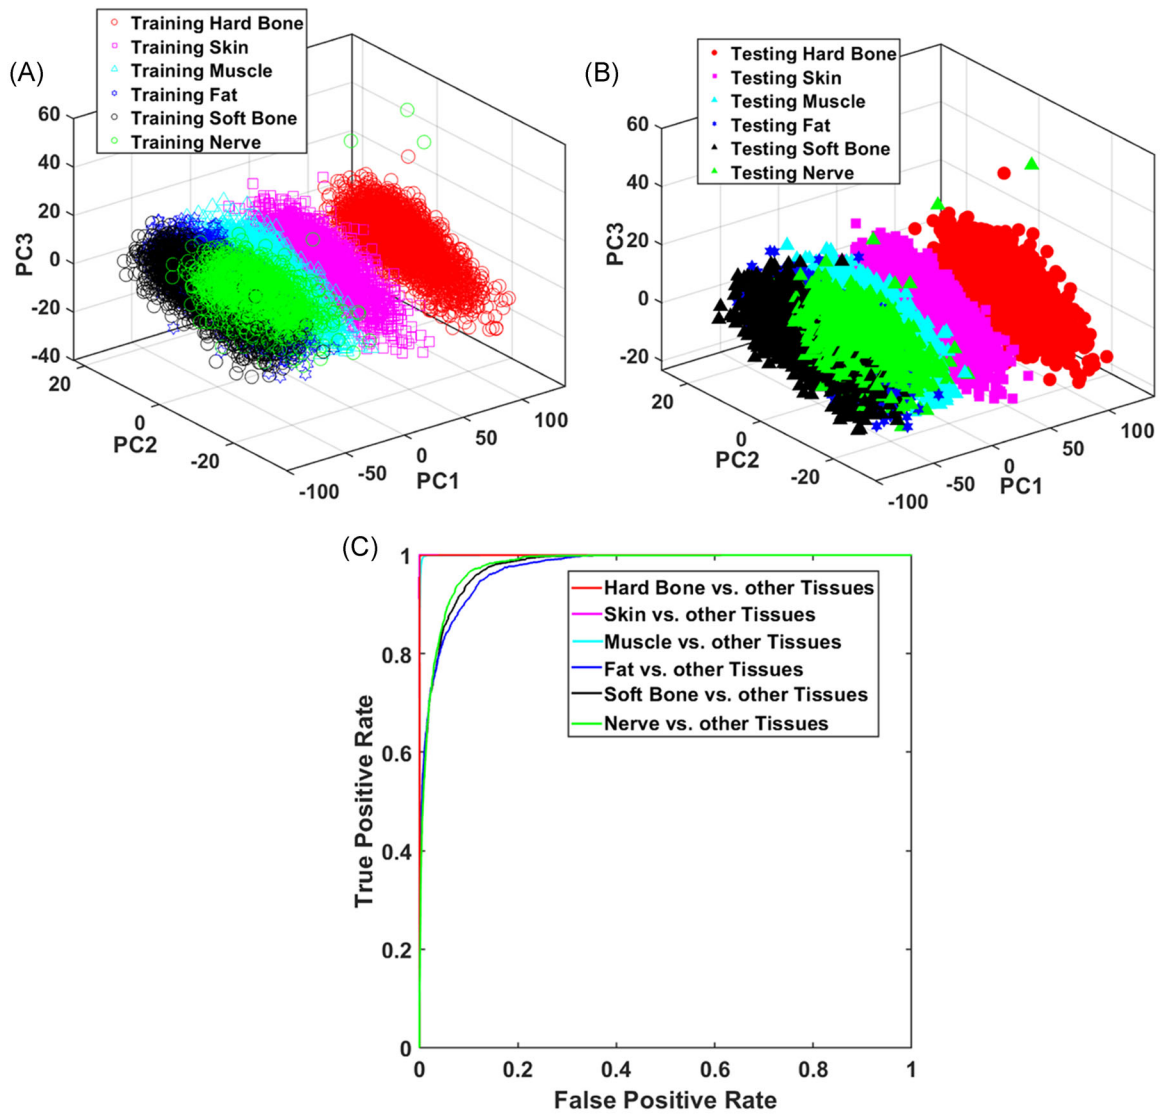 (A)
Training Hard Bone
Training Skin
Training Muscle
Training Fat
Training Soft Bone
Training Nerve
60
40
20
0
-20
-40
PC3
20
0
-20
PC2
-100
-50
0
50
100
PC1
(B)
Testing Hard Bone
Testing Skin
Testing Muscle
Testing Fat
Testing Soft Bone
Testing Nerve
60
40
20
0
-20
PC3
20
0
-20
PC2
-100
-50
0
50
100
PC1
(C)
Hard Bone vs. other Tissues
Skin vs. other Tissues
Muscle vs. other Tissues
Fat vs. other Tissues
Soft Bone vs. other Tissues
Nerve vs. other Tissues
1
0.8
0.6
0.4
0.2
0
True Positive Rate
0
0.2
0.4
0.6
0.8
1
False Positive Rate